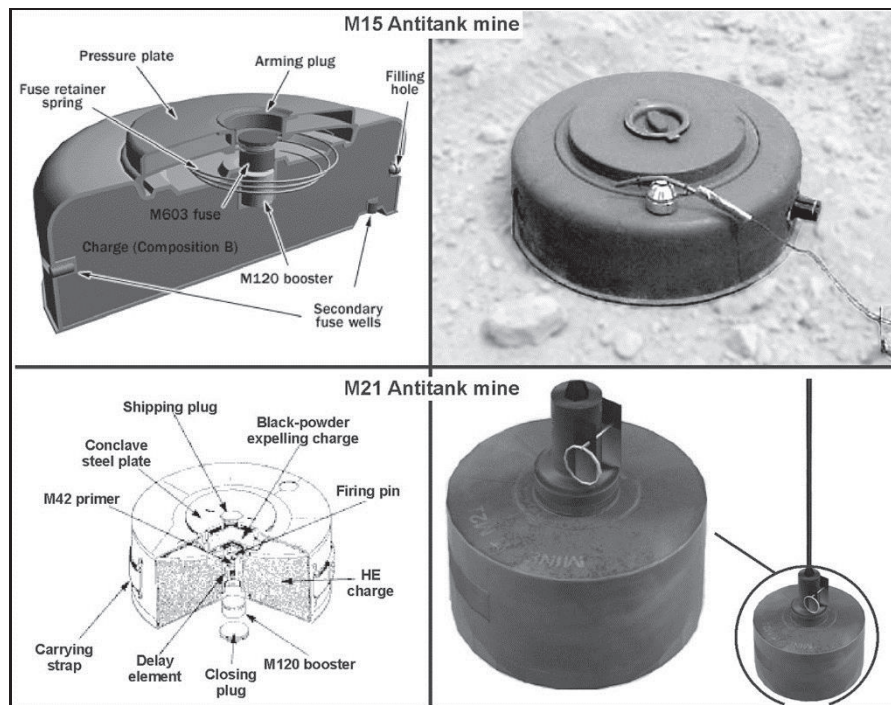 M15 Antitank mine
Pressure plate
Arming plug
Fuse retainer
spring
Filling
hole
M603 fuse
Charge (Composition B)
M120 booster
Secondary
fuse wells
M21 Antitank mine
Shipping plug
Black-powder
expelling charge
Conclave
steel plate
M42 primer
Firing pin
HE
charge
Carrying
strap
Delay
element
Closing
plug
M120 booster
MINE
M21